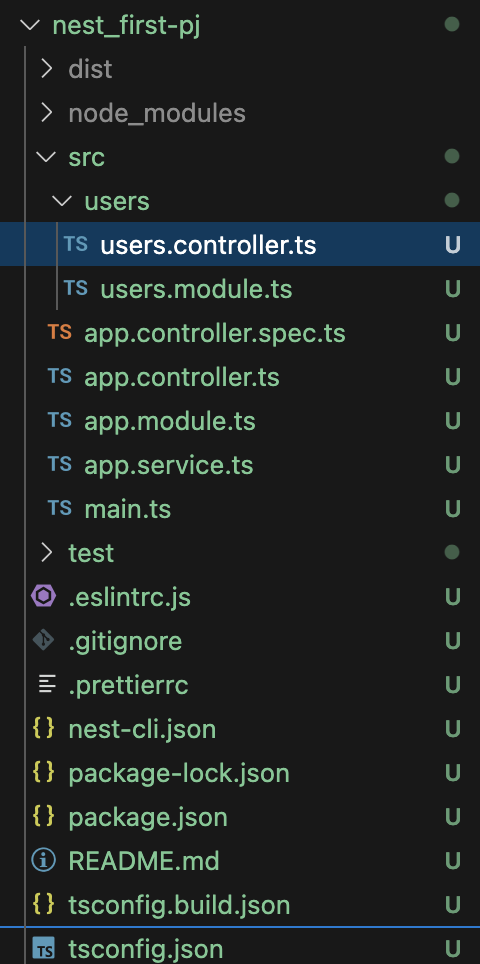 nest_first-pj
dist
node_modules
src
users
TS users.controller.ts U
TS users.module.ts U
TS app.controller.spec.ts U
TS app.controller.ts U
TS app.module.ts U
TS app.service.ts U
TS main.ts U
test
.eslintrc.js U
.gitignore U
.prettierrc U
{} nest-cli.json U
{} package-lock.json U
{} package.json U
README.md U
{} tsconfig.build.json U
TS tsconfig.json U